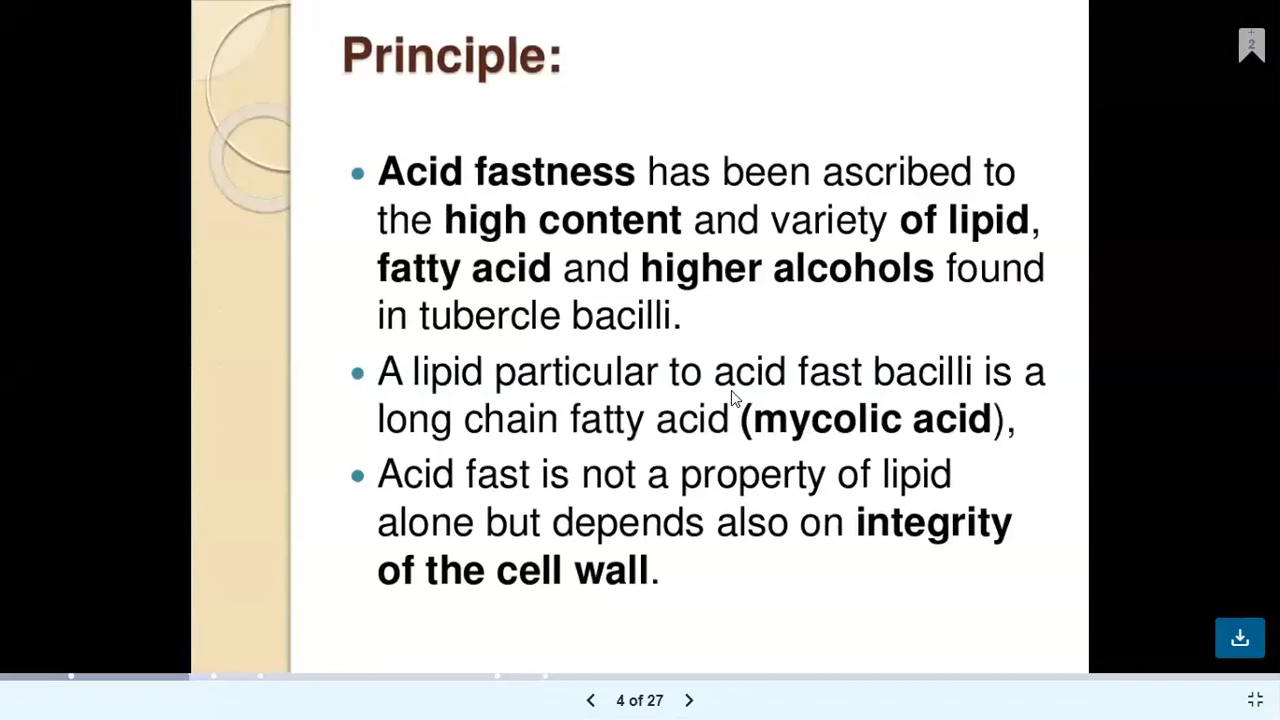 Principle:
Acid fastness has been ascribed to
the high content and variety of lipid,
fatty acid and higher alcohols found
in tubercle bacilli.
A lipid particular to acid fast bacilli is a
long chain fatty acid (mycolic acid),
Acid fast is not a property of lipid
alone but depends also on integrity
of the cell wall.
2
4 of 27